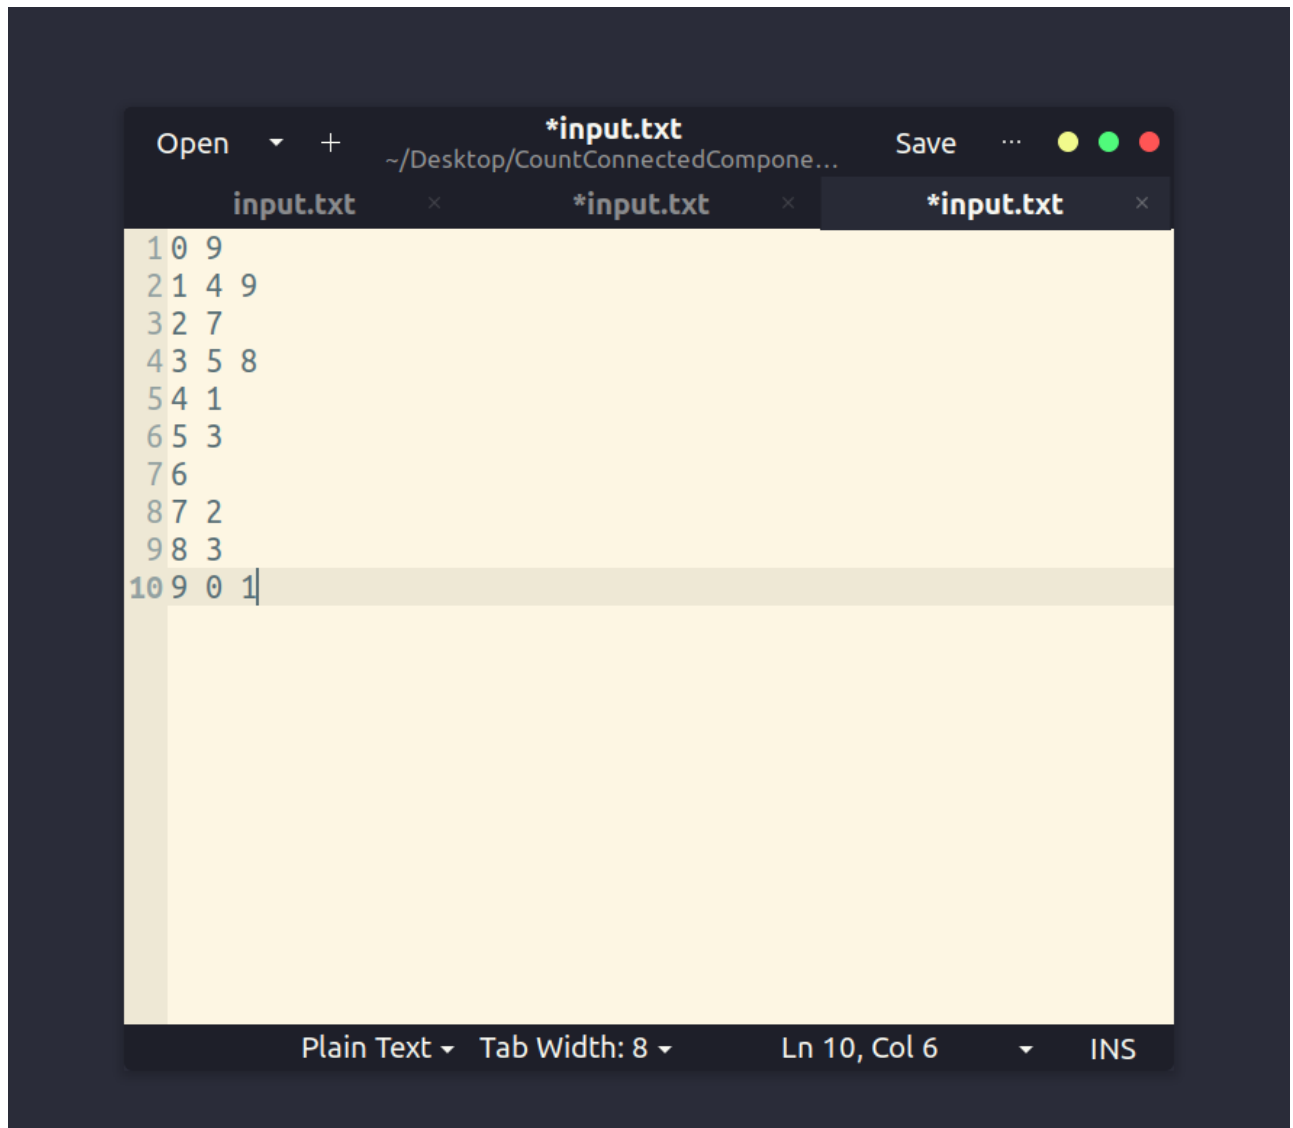 Open + *input.txt Save ...
~/Desktop/CountConnectedCompone...
input.txt × *input.txt × *input.txt ×
1 0 9
2 1 4 9
3 2 7
4 3 5 8
5 4 1
6 5 3
7 6
8 7 2
9 8 3
10 9 0 1
Plain Text Tab Width: 8 Ln 10, Col 6 INS